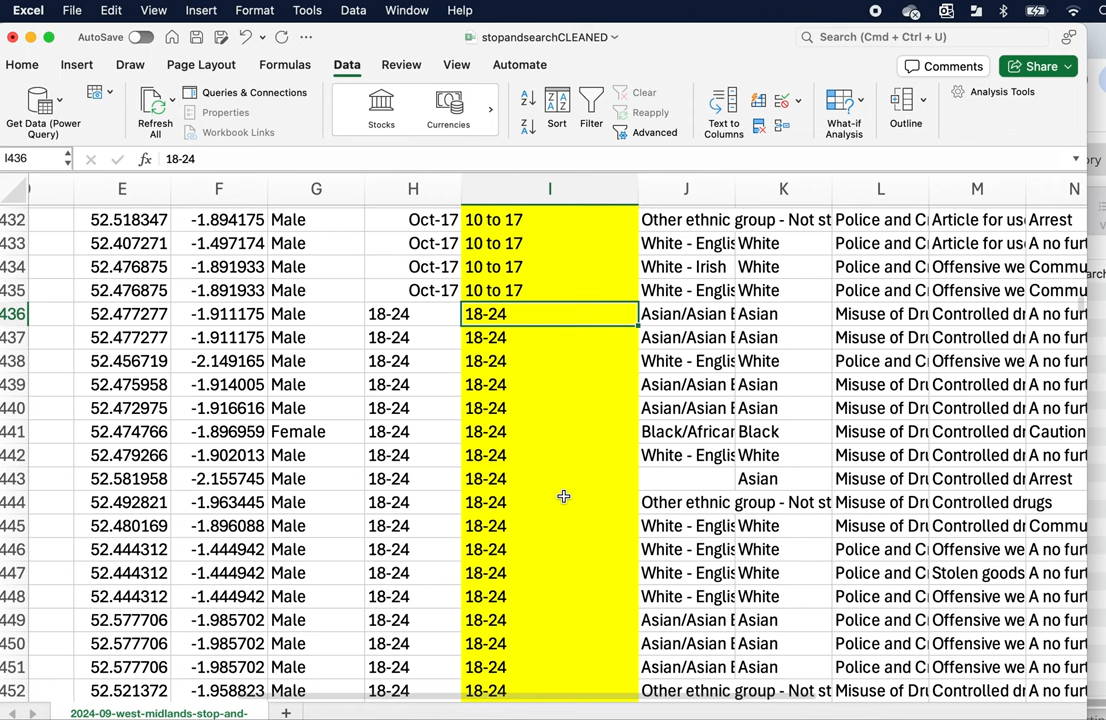 Excel File Edit View Insert Format Tools Data Window Help
AutoSave stopandsearchCLEANED Search (Cmd + Ctrl + U)
Home Insert Draw Page Layout Formulas Data Review View Automate Comments Share
Get Data (Power Query) Refresh All Queries & Connections Properties Workbook Links Stocks Currencies Sort Filter Clear Reapply Advanced Text to Columns What-if Analysis Outline Analysis Tools
I436 fx 18-24
E F G H I J K L M N
432 52.518347 -1.894175 Male Oct-17 10 to 17 Other ethnic group - Not st Police and C Article for us Arrest
433 52.407271 -1.497174 Male Oct-17 10 to 17 White - Englis White Police and C Article for us A no furt
434 52.476875 -1.891933 Male Oct-17 10 to 17 White - Irish White Police and C Offensive we Commu
435 52.476875 -1.891933 Male Oct-17 10 to 17 White - Englis White Police and C Offensive we Commu
436 52.477277 -1.911175 Male 18-24 18-24 Asian/Asian B Asian Misuse of Dru Controlled dr A no furt
437 52.477277 -1.911175 Male 18-24 18-24 Asian/Asian B Asian Misuse of Dru Controlled dr A no furt
438 52.456719 -2.149165 Male 18-24 18-24 White - Englis White Police and C Offensive we A no furt
439 52.475958 -1.914005 Male 18-24 18-24 Asian/Asian B Asian Misuse of Dru Controlled dr A no furt
440 52.472975 -1.916616 Male 18-24 18-24 Asian/Asian B Asian Misuse of Dru Controlled dr A no furt
441 52.474766 -1.896959 Female 18-24 18-24 Black/African Black Misuse of Dru Controlled dr Caution
442 52.479266 -1.902013 Male 18-24 18-24 White - Englis White Misuse of Dru Controlled dr A no furt
443 52.581958 -2.155745 Male 18-24 18-24 Asian Misuse of Dru Controlled dr Arrest
444 52.492821 -1.963445 Male 18-24 18-24 Other ethnic group - Not st Misuse of Dru Controlled drugs
445 52.480169 -1.896088 Male 18-24 18-24 White - Englis White Misuse of Dru Controlled dr Commu
446 52.444312 -1.444942 Male 18-24 18-24 White - Englis White Police and C Offensive we A no furt
447 52.444312 -1.444942 Male 18-24 18-24 White - Englis White Police and C Stolen goods A no furt
448 52.444312 -1.444942 Male 18-24 18-24 White - Englis White Police and C Offensive we A no furt
449 52.577706 -1.985702 Male 18-24 18-24 Asian/Asian B Asian Police and C Offensive we A no furt
450 52.577706 -1.985702 Male 18-24 18-24 Asian/Asian B Asian Police and C Offensive we A no furt
451 52.577706 -1.985702 Male 18-24 18-24 Asian/Asian B Asian Police and C Offensive we A no furt
452 52.521372 -1.958823 Male 18-24 18-24 Other ethnic group - Not st Misuse of Dru Controlled dr A no furt
2024-09-west-midlands-stop-and-